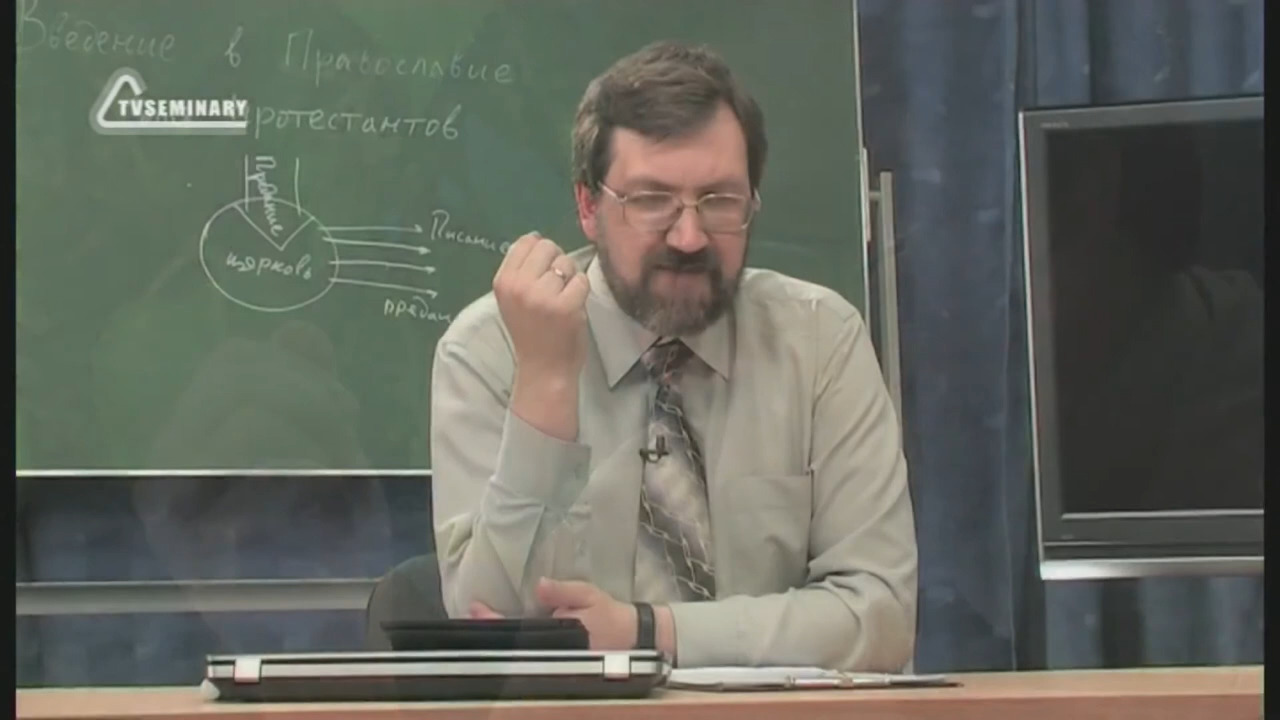 Введение в Православие
TVSEMINARY
протестантов
Предание
Писание
церковь
предан